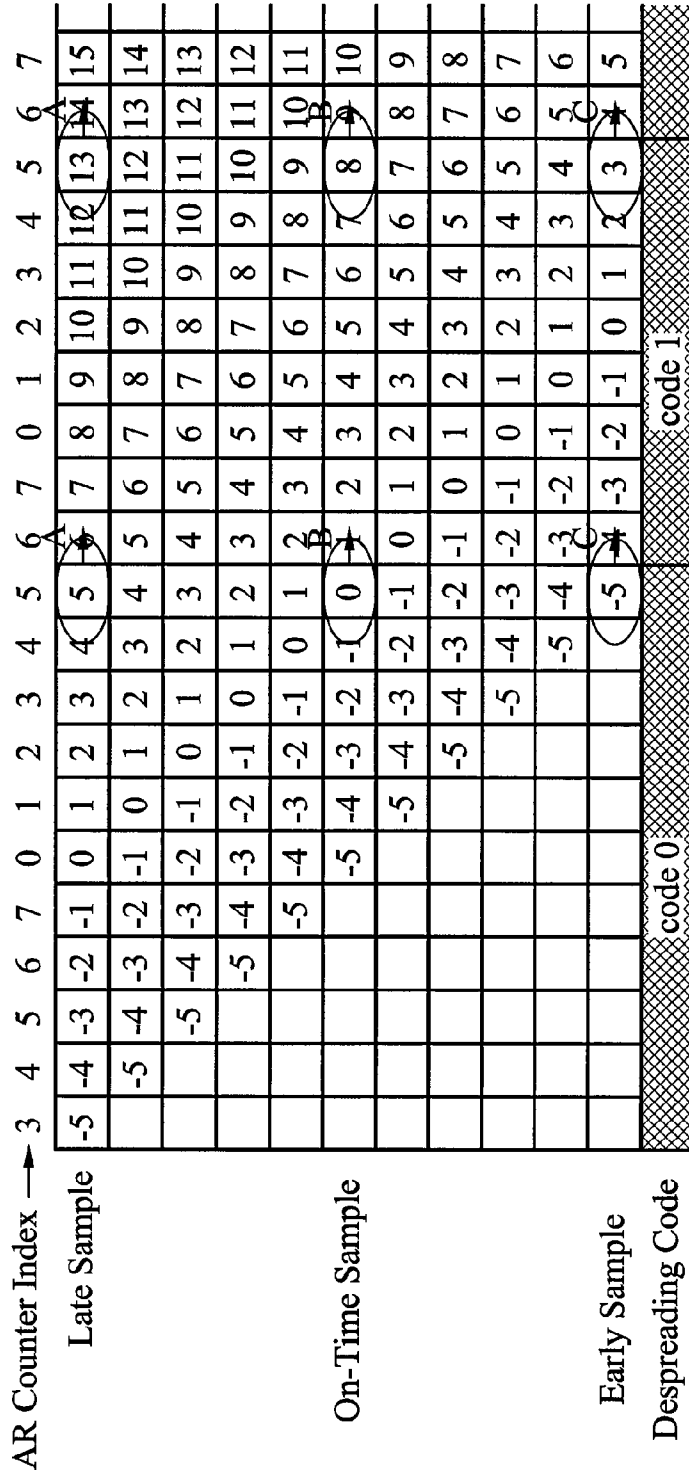 AR Counter Index 3 4 5 6 7 0 1 2 3 4 5 6 7 0 1 2 3 4 5 6 7
A A
Late Sample -5 -4 -3 -2 -1 0 1 2 3 4 5 6 7 8 9 10 11 12 13 14 15
-5 -4 -3 -2 -1 0 1 2 3 4 5 6 7 8 9 10 11 12 13 14
-5 -4 -3 -2 -1 0 1 2 3 4 5 6 7 8 9 10 11 12 13
-5 -4 -3 -2 -1 0 1 2 3 4 5 6 7 8 9 10 11 12
-5 -4 -3 -2 -1 0 1 2 3 4 5 6 7 8 9 10 11
B B
On-Time Sample -5 -4 -3 -2 -1 0 1 2 3 4 5 6 7 8 9 10
-5 -4 -3 -2 -1 0 1 2 3 4 5 6 7 8 9
-5 -4 -3 -2 -1 0 1 2 3 4 5 6 7 8
-5 -4 -3 -2 -1 0 1 2 3 4 5 6 7
-5 -4 -3 -2 -1 0 1 2 3 4 5 6
C C
Early Sample -5 -4 -3 -2 -1 0 1 2 3 4 5
Despreading Code code 0 code 1